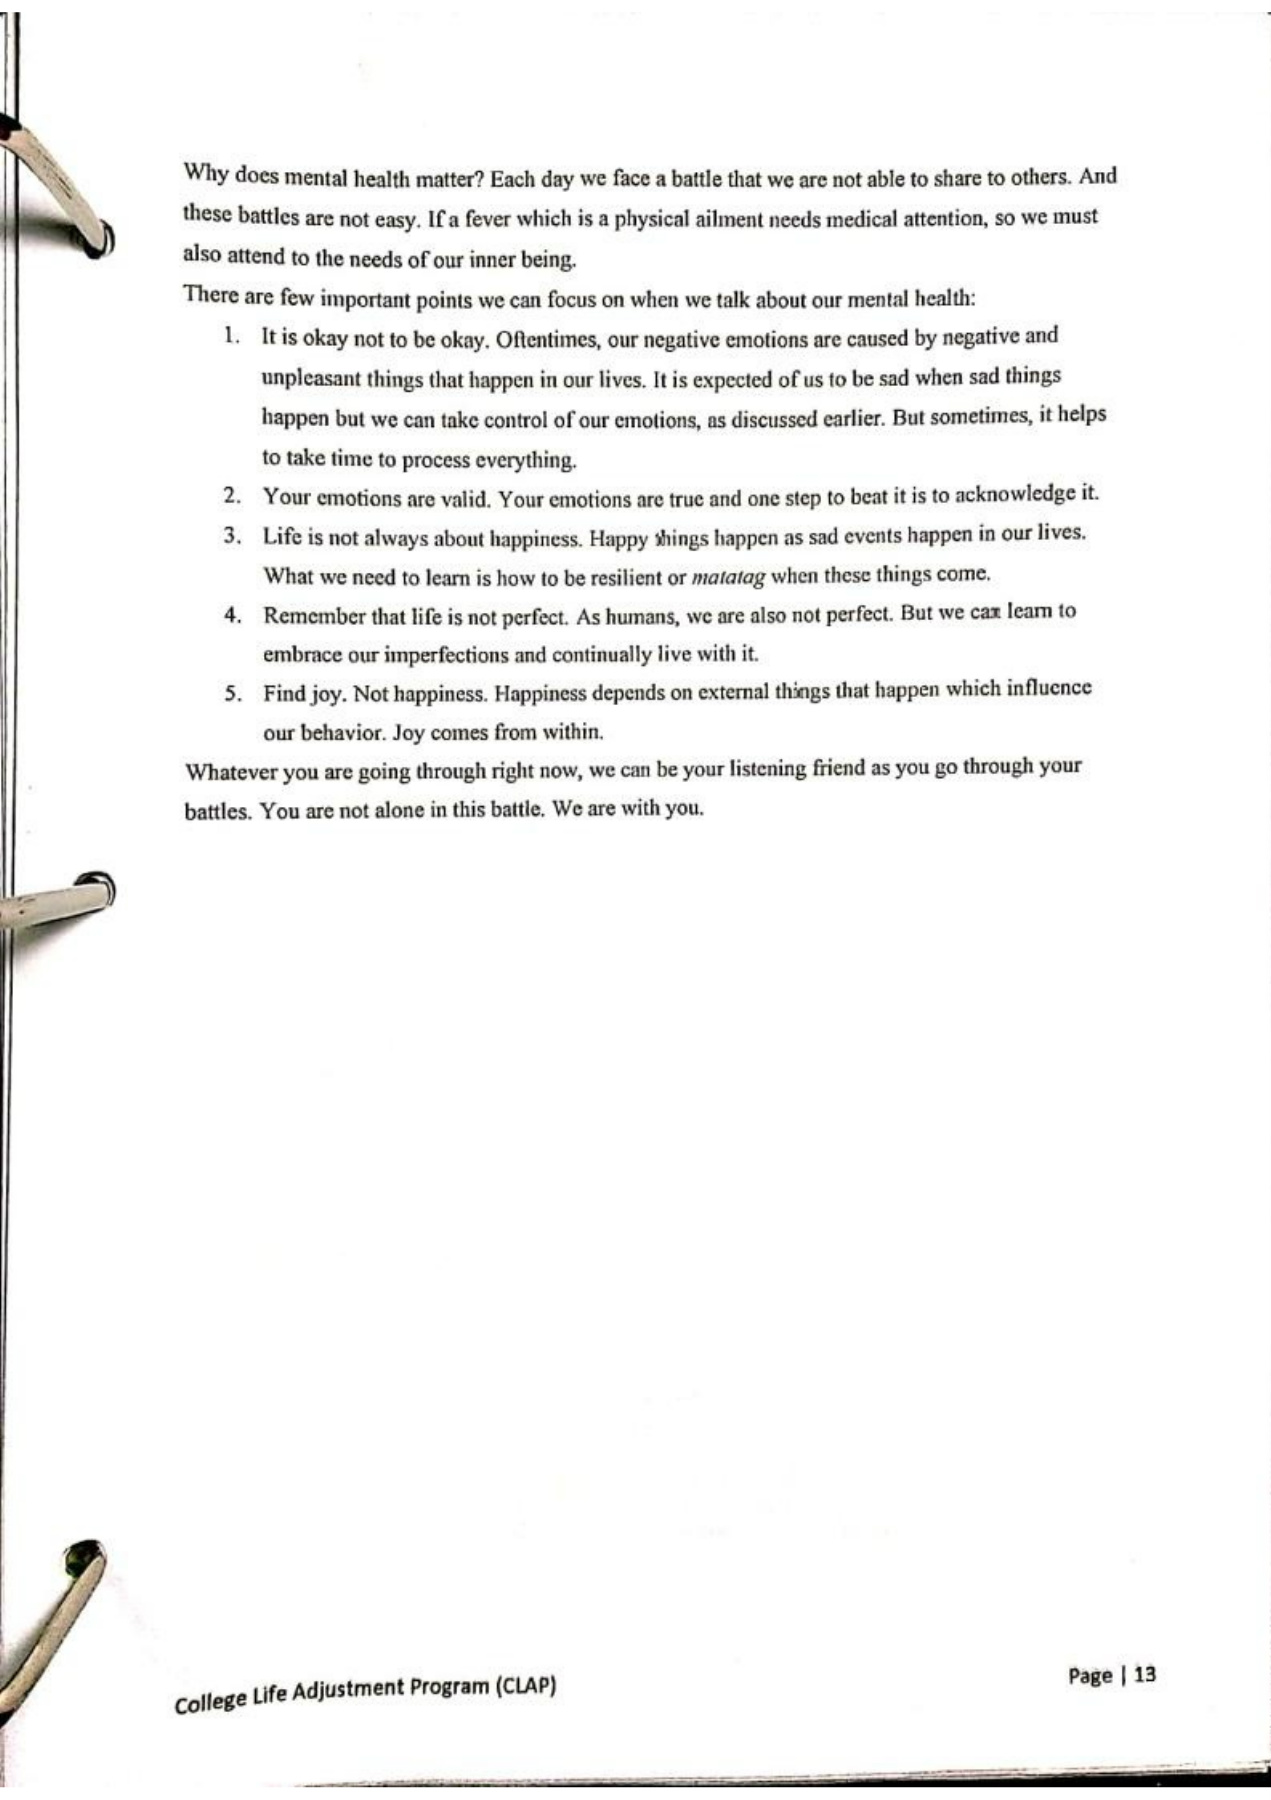 Why does mental health matter? Each day we face a battle that we are not able to share to others. And
these battles are not easy. If a fever which is a physical ailment needs medical attention, so we must
also attend to the needs of our inner being.
There are few important points we can focus on when we talk about our mental health:
1. It is okay not to be okay. Oftentimes, our negative emotions are caused by negative and
unpleasant things that happen in our lives. It is expected of us to be sad when sad things
happen but we can take control of our emotions, as discussed earlier. But sometimes, it helps
to take time to process everything.
2. Your emotions are valid. Your emotions are true and one step to beat it is to acknowledge it.
3. Life is not always about happiness. Happy things happen as sad events happen in our lives.
What we need to learn is how to be resilient or matatag when these things come.
4. Remember that life is not perfect. As humans, we are also not perfect. But we can learn to
embrace our imperfections and continually live with it.
5. Find joy. Not happiness. Happiness depends on external things that happen which influence
our behavior. Joy comes from within.
Whatever you are going through right now, we can be your listening friend as you go through your
battles. You are not alone in this battle. We are with you.
College Life Adjustment Program (CLAP)
Page | 13